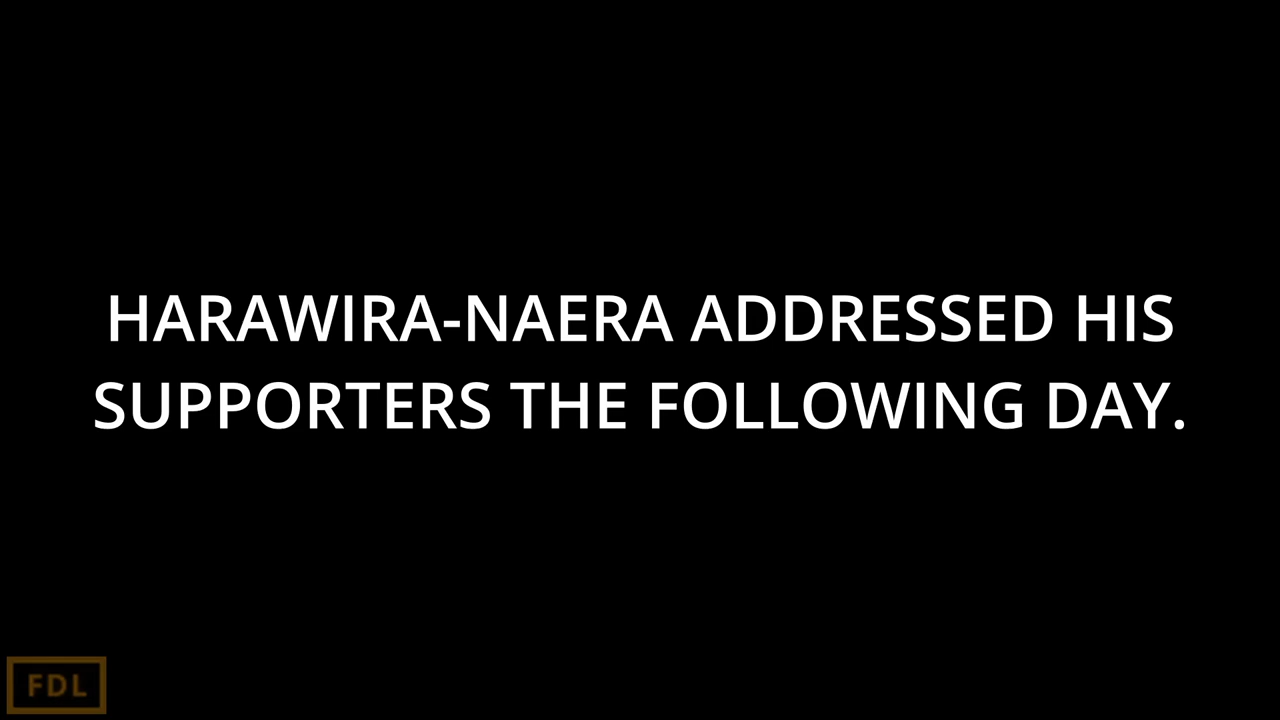 HARAWIRA-NAERA ADDRESSED HIS
SUPPORTERS THE FOLLOWING DAY.
FDL